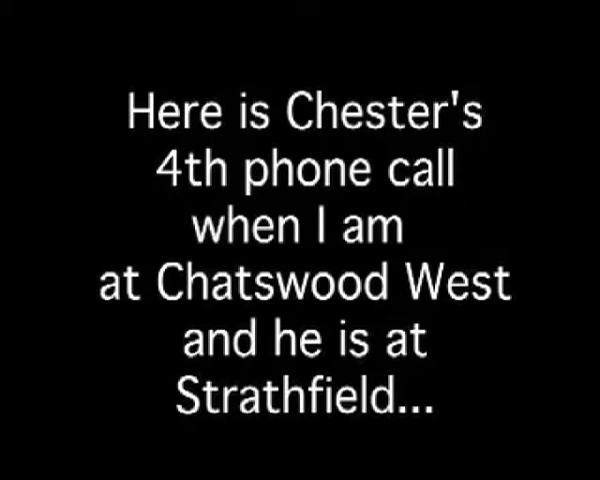 Here is Chester's
4th phone call
when I am
at Chatswood West
and he is at
Strathfield...